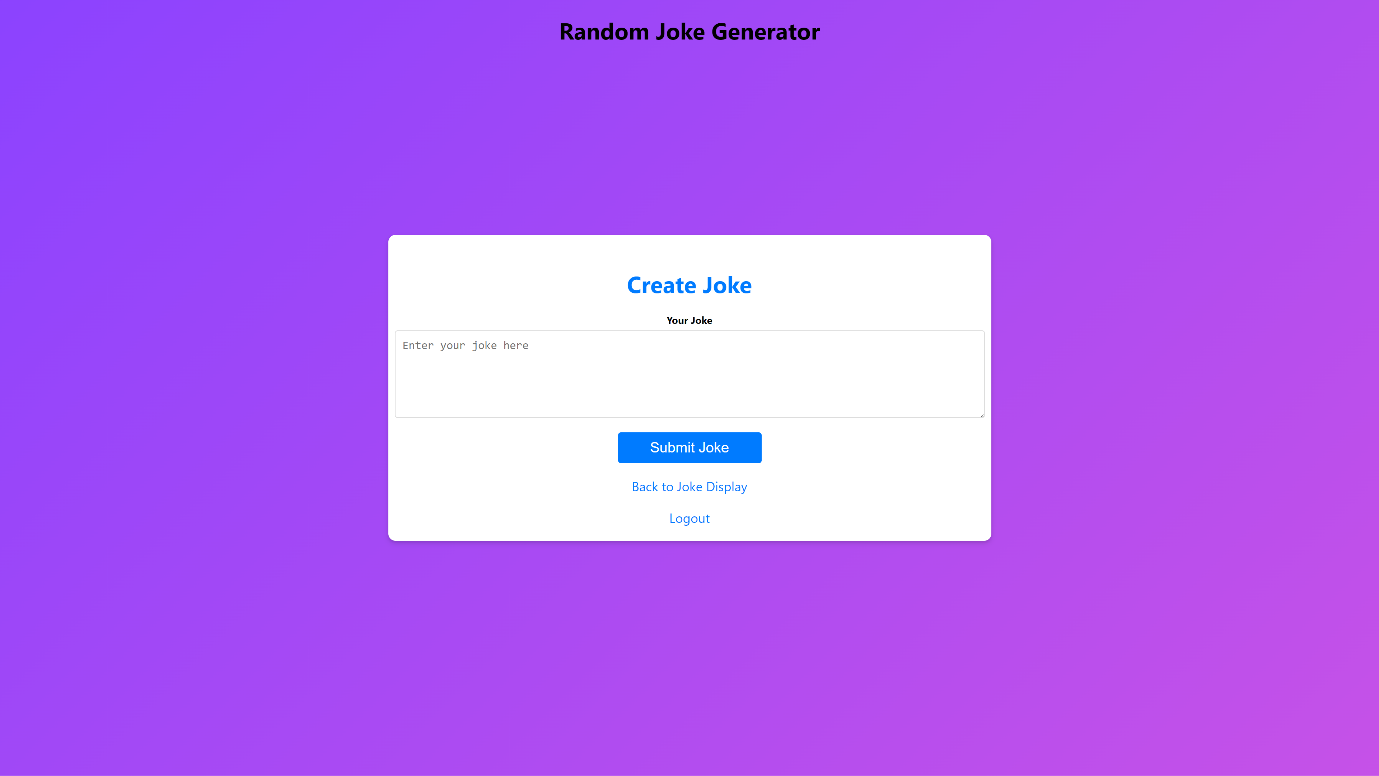 Random Joke Generator
Create Joke
Your Joke
Enter your joke here
Submit Joke
Back to Joke Display
Logout